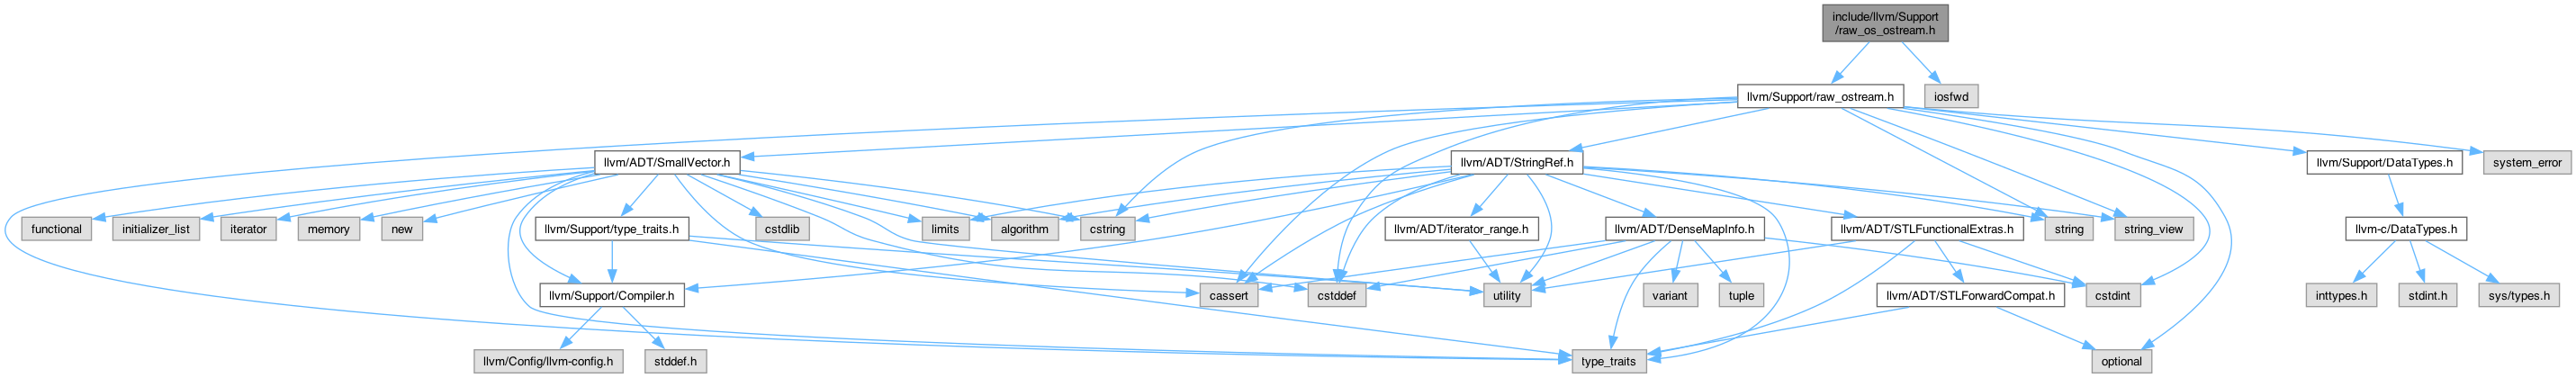 include/llvm/Support
/raw_os_ostream.h
llvm/Support/raw_ostream.h
iosfwd
llvm/ADT/SmallVector.h
llvm/ADT/StringRef.h
llvm/Support/DataTypes.h
system_error
functional
initializer_list
iterator
memory
new
llvm/Support/type_traits.h
cstdlib
limits
algorithm
cstring
llvm/ADT/iterator_range.h
llvm/ADT/DenseMapInfo.h
llvm/ADT/STLFunctionalExtras.h
string
string_view
llvm-c/DataTypes.h
llvm/Support/Compiler.h
cassert
cstddef
utility
variant
tuple
llvm/ADT/STLForwardCompat.h
cstdint
inttypes.h
stdint.h
sys/types.h
llvm/Config/llvm-config.h
stddef.h
type_traits
optional